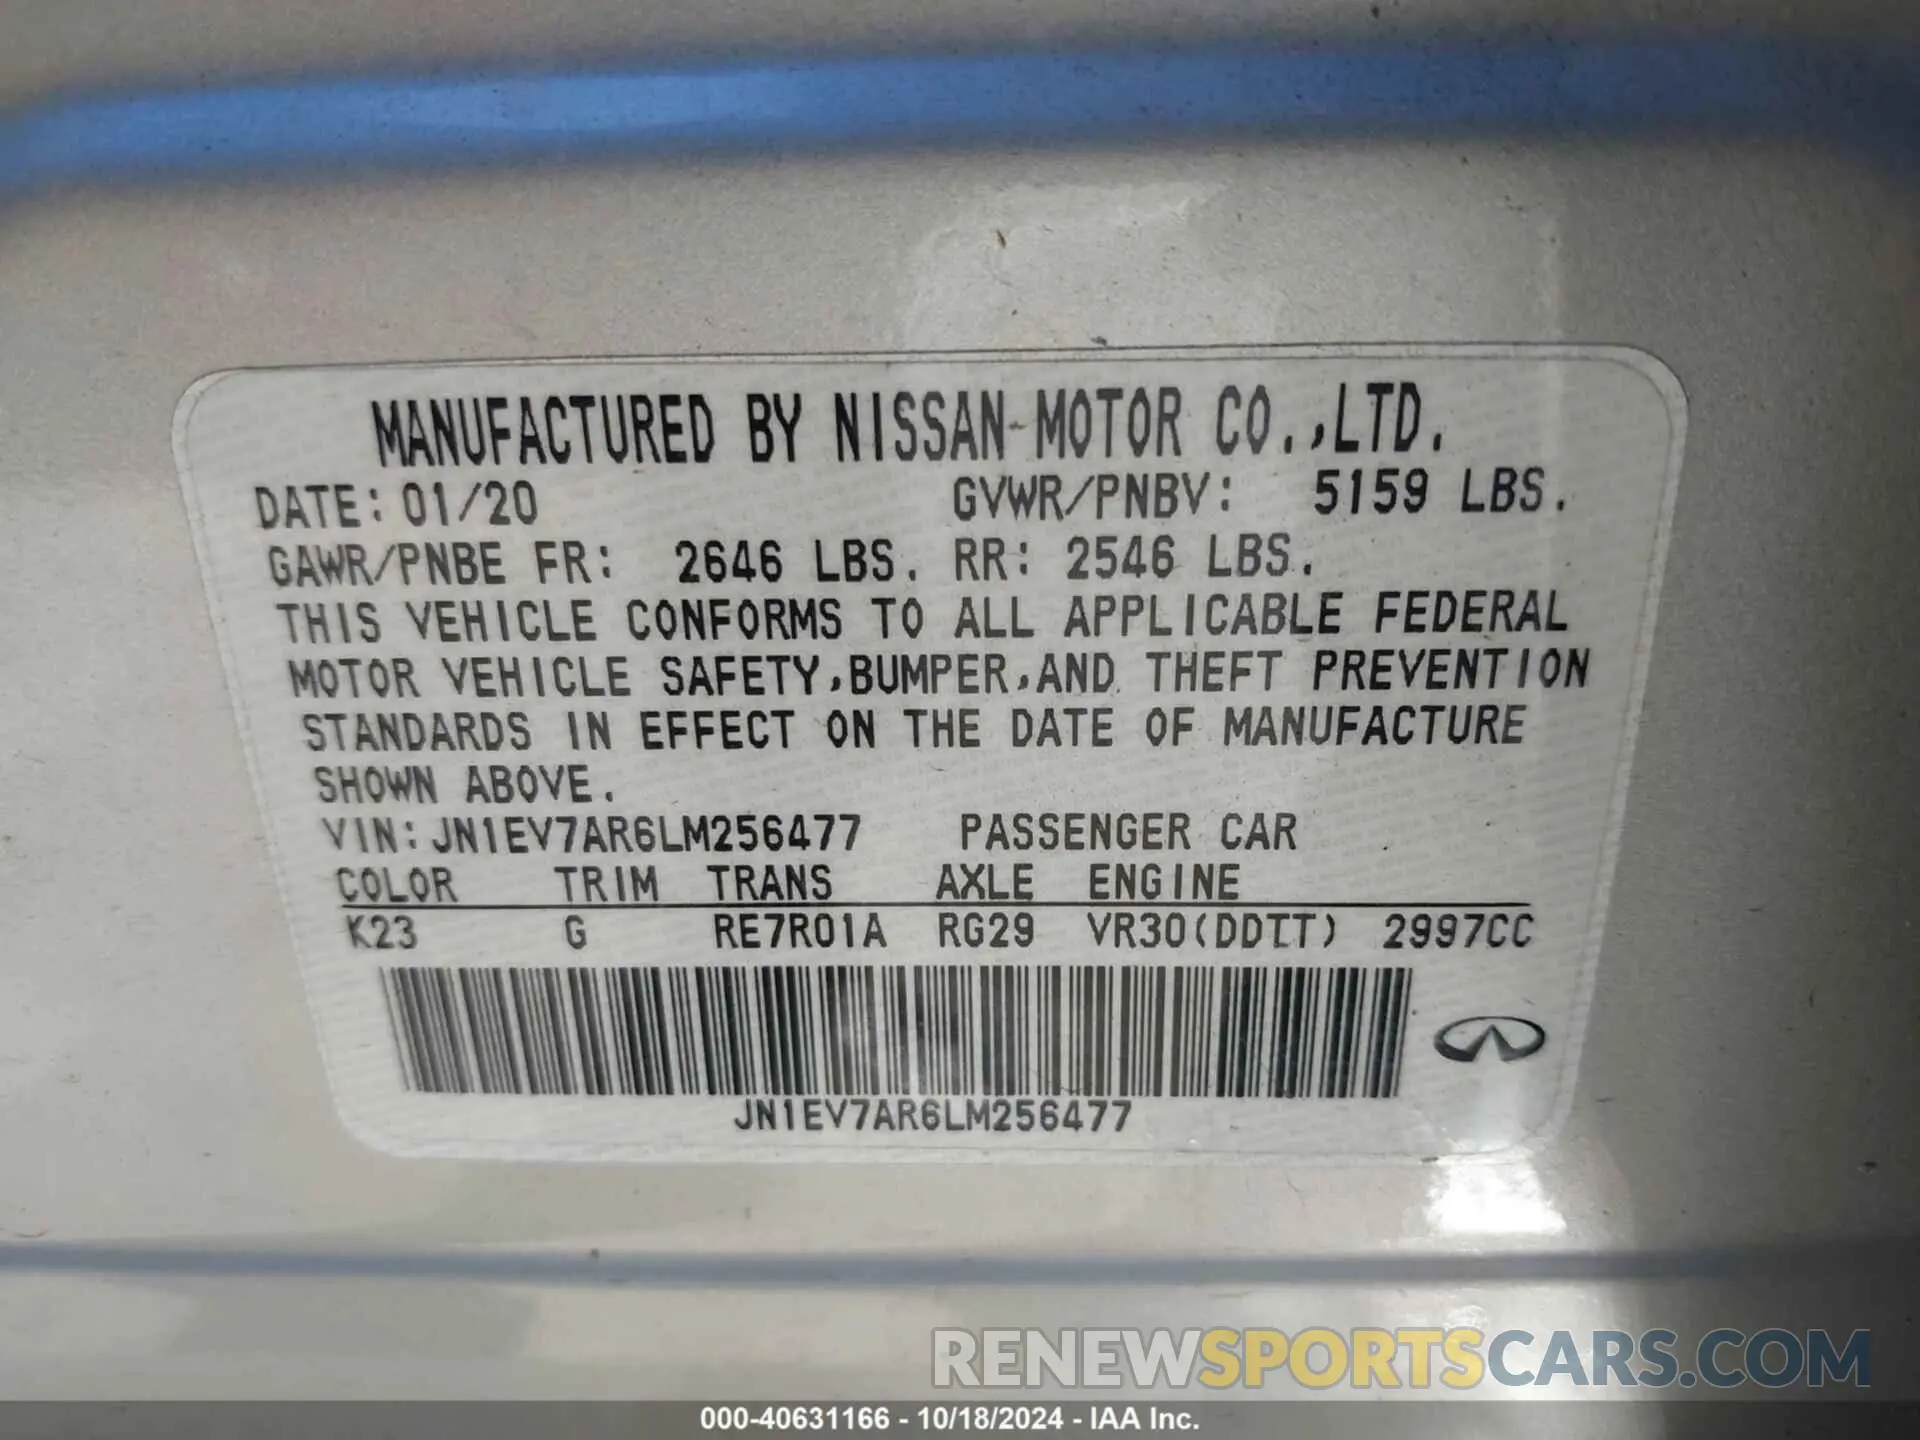 MANUFACTURED BY NISSAN MOTOR CO.,LTD.
DATE: 01/20 GVWR/PNBV: 5159 LBS.
GAWR/PNBE FR: 2646 LBS. RR: 2546 LBS.
THIS VEHICLE CONFORMS TO ALL APPLICABLE FEDERAL
MOTOR VEHICLE SAFETY,BUMPER,AND THEFT PREVENTION
STANDARDS IN EFFECT ON THE DATE OF MANUFACTURE
SHOWN ABOVE.
VIN: JN1EV7AR6LM256477 PASSENGER CAR
COLOR TRIM TRANS AXLE ENGINE
K23 G RE7R01A RG29 VR30(DDTT) 2997CC
JN1EV7AR6LM256477
RENEWSPORTSCARS.COM
000-40631166 - 10/18/2024 - IAA Inc.